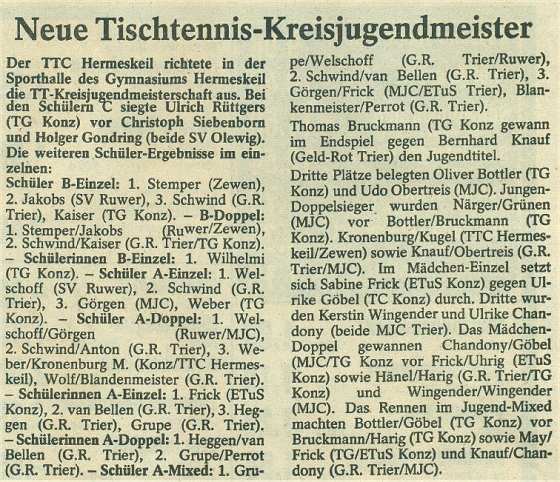 Neue Tischtennis-Kreisjugendmeister
Der TTC Hermeskeil richtete in der
Sporthalle des Gymnasiums Hermeskeil
die TT-Kreisjugendmeisterschaft aus. Bei
den Schülern C siegte Ulrich Rüttgers
(TG Konz) vor Christoph Siebenborn
und Holger Gondring (beide SV Olewig).
Die weiteren Schüler-Ergebnisse im ein-
zelnen:
Schüler B-Einzel: 1. Stemper (Zewen),
2. Jakobs (SV Ruwer), 3. Schwind (G.R.
Trier), Kaiser (TG Konz). – B-Doppel:
1. Stemper/Jakobs (Ruwer/Zewen),
2. Schwind/Kaiser (G.R. Trier/TG Konz).
– Schülerinnen B-Einzel: 1. Wilhelmi
(TG Konz). – Schüler A-Einzel: 1. Wel-
schoff (SV Ruwer), 2. Schwind (G.R.
Trier), 3. Görgen (MJC), Weber (TG
Konz). – Schüler A-Doppel: 1. Wel-
schoff/Görgen (Ruwer/MJC),
2. Schwind/Anton (G.R. Trier), 3. We-
ber/Kronenburg M. (Konz/TTC Hermes-
keil), Wolf/Blandenmeister (G.R. Trier).
– Schülerinnen A-Einzel: 1. Frick (ETuS
Konz), 2. van Bellen (G.R. Trier), 3. Heg-
gen (G.R. Trier), Grupe (G.R. Trier).
– Schülerinnen A-Doppel: 1. Heggen/van
Bellen (G.R. Trier), 2. Grupe/Perrot
(G.R. Trier). – Schüler A-Mixed: 1. Gru-
pe/Welschoff (G.R. Trier/Ruwer),
2. Schwind/van Bellen (G.R. Trier), 3.
Görgen/Frick (MJC/ETuS Trier), Blan-
kenmeister/Perrot (G.R. Trier).
Thomas Bruckmann (TG Konz gewann
im Endspiel gegen Bernhard Knauf
(Geld-Rot Trier) den Jugendtitel.
Dritte Plätze belegten Oliver Bottler (TG
Konz) und Udo Obertreis (MJC). Jungen-
Doppelsieger wurden Närger/Grünen
(MJC) vor Bottler/Bruckmann (TG
Konz). Kronenburg/Kugel (TTC Hermes-
keil/Zewen) sowie Knauf/Obertreis (G.R.
Trier/MJC). Im Mädchen-Einzel setzt
sich Sabine Frick (ETuS Konz) gegen Ul-
rike Göbel (TC Konz) durch. Dritte wur-
den Kerstin Wingender und Ulrike Chan-
dony (beide MJC Trier). Das Mädchen-
Doppel gewannen Chandony/Göbel
(MJC/TG Konz vor Frick/Uhrig (ETuS
Konz) sowie Hänel/Harig (G.R. Trier/TG
Konz) und Wingender/Wingender
(MJC). Das Rennen im Jugend-Mixed
machten Bottler/Göbel (TG Konz) vor
Bruckmann/Harig (TG Konz) sowie May/
Frick (TG/ETuS Konz) und Knauf/Chan-
dony (G.R. Trier/MJC).